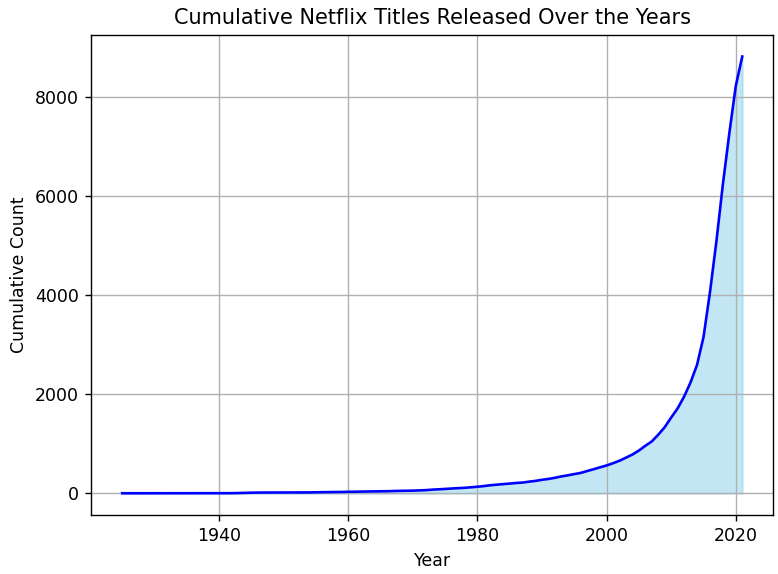 Cumulative Netflix Titles Released Over the Years
8000
6000
4000
2000
0
Cumulative Count
1940 1960 1980 2000 2020
Year